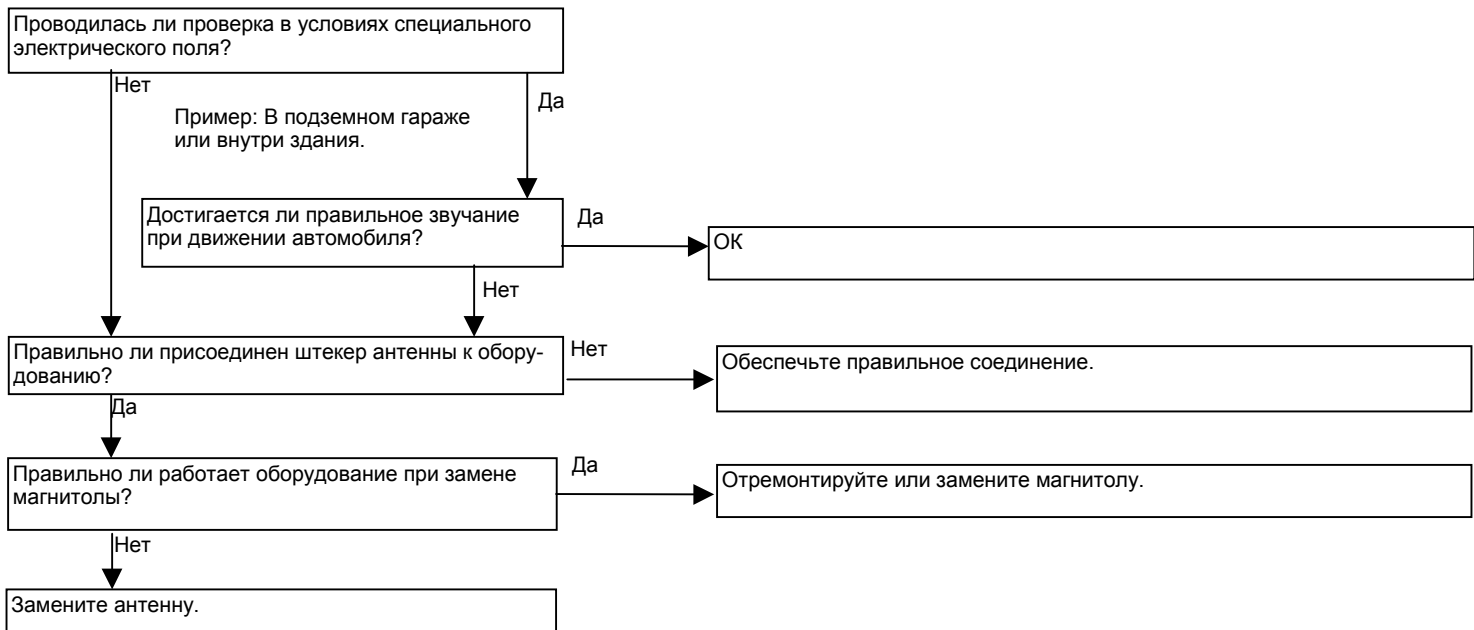 Проводилась ли проверка в условиях специального
электрического поля?
Нет
Да
Пример: В подземном гараже
или внутри здания.
Достигается ли правильное звучание
при движении автомобиля?
Да
ОК
Нет
Правильно ли присоединен штекер антенны к обору-
дованию?
Нет
Обеспечьте правильное соединение.
Да
Правильно ли работает оборудование при замене
магнитолы?
Да
Отремонтируйте или замените магнитолу.
Нет
Замените антенну.